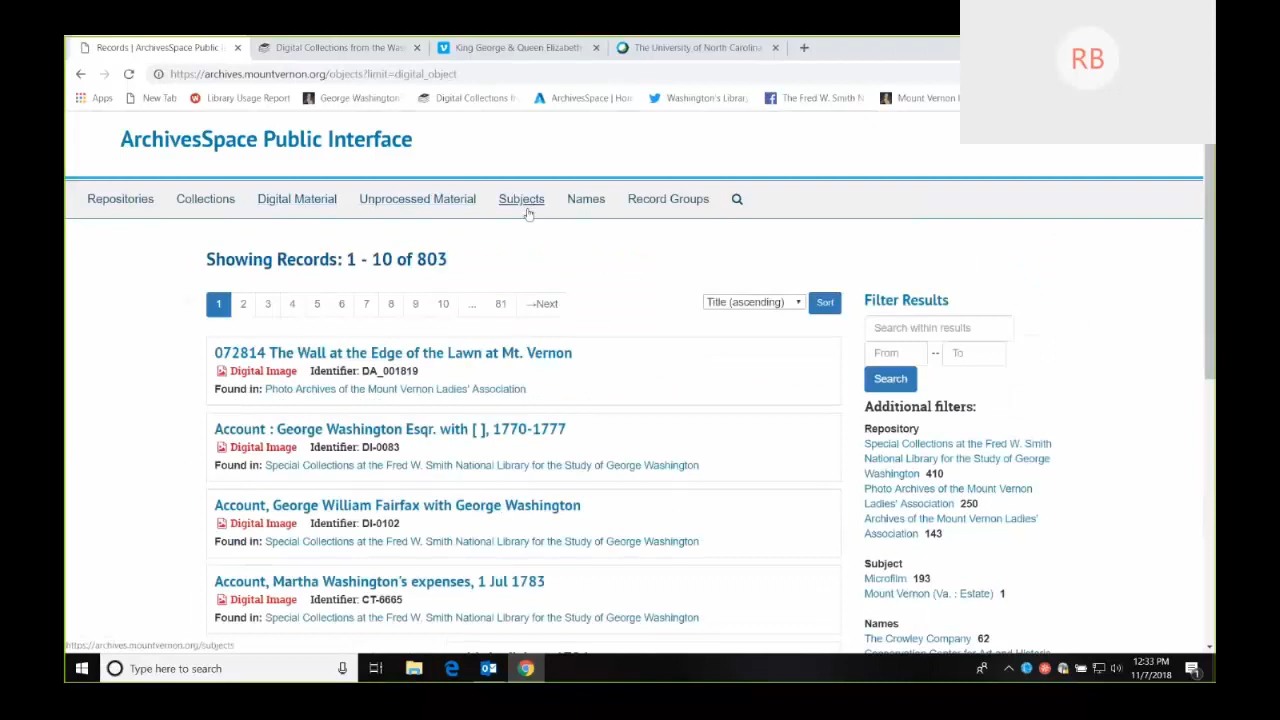 Records | ArchivesSpace Public I
Digital Collections from the Was
King George & Queen Elizabeth
The University of North Carolina
RB
https://archives.mountvernon.org/objects?limit=digital_object
Apps
New Tab
Library Usage Report
George Washington
Digital Collections f
ArchivesSpace | Hom
Washington's Librar
The Fred W. Smith N
Mount Vernon
ArchivesSpace Public Interface
Repositories
Collections
Digital Material
Unprocessed Material
Subjects
Names
Record Groups
Showing Records: 1 - 10 of 803
1 2 3 4 5 6 7 8 9 10 ... 81 →Next
Title (ascending)
Sort
072814 The Wall at the Edge of the Lawn at Mt. Vernon
Digital Image Identifier: DA_001819
Found in: Photo Archives of the Mount Vernon Ladies' Association
Account : George Washington Esqr. with [ ], 1770-1777
Digital Image Identifier: DI-0083
Found in: Special Collections at the Fred W. Smith National Library for the Study of George Washington
Account, George William Fairfax with George Washington
Digital Image Identifier: DI-0102
Found in: Special Collections at the Fred W. Smith National Library for the Study of George Washington
Account, Martha Washington's expenses, 1 Jul 1783
Digital Image Identifier: CT-6665
Found in: Special Collections at the Fred W. Smith National Library for the Study of George Washington
Filter Results
Search within results
From -- To
Search
Additional filters:
Repository
Special Collections at the Fred W. Smith
National Library for the Study of George
Washington 410
Photo Archives of the Mount Vernon
Ladies' Association 250
Archives of the Mount Vernon Ladies'
Association 143
Subject
Microfilm 193
Mount Vernon (Va. : Estate) 1
Names
The Crowley Company 62
https://archives.mountvernon.org/subjects
Type here to search
12:33 PM
11/7/2018
1